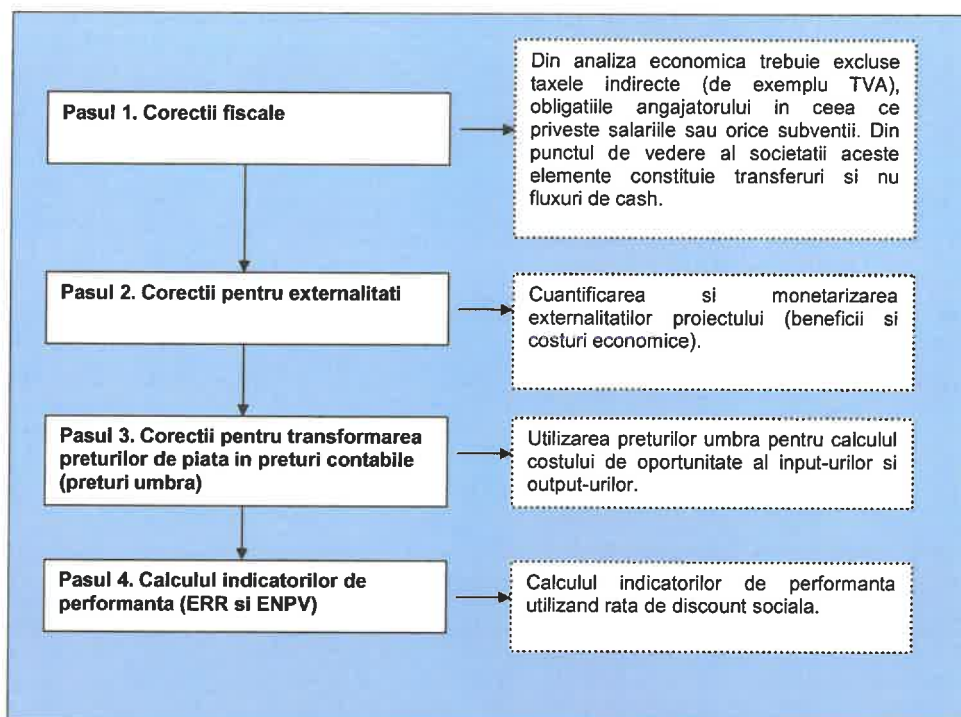 Pasul 1. Corectii fiscale
Din analiza economica trebuie excluse
taxele indirecte (de exemplu TVA),
obligatiile angajatorului in ceea ce
priveste salariile sau orice subventii. Din
punctul de vedere al societatii aceste
elemente constituie transferuri si nu
fluxuri de cash.
Pasul 2. Corectii pentru externalitati
Cuantificarea si monetarizarea
externalitatilor proiectului (beneficii si
costuri economice).
Pasul 3. Corectii pentru transformarea
preturilor de piata in preturi contabile
(preturi umbra)
Utilizarea preturilor umbra pentru calculul
costului de oportunitate al input-urilor si
output-urilor.
Pasul 4. Calculul indicatorilor de
performanta (ERR si ENPV)
Calculul indicatorilor de performanta
utilizand rata de discount sociala.